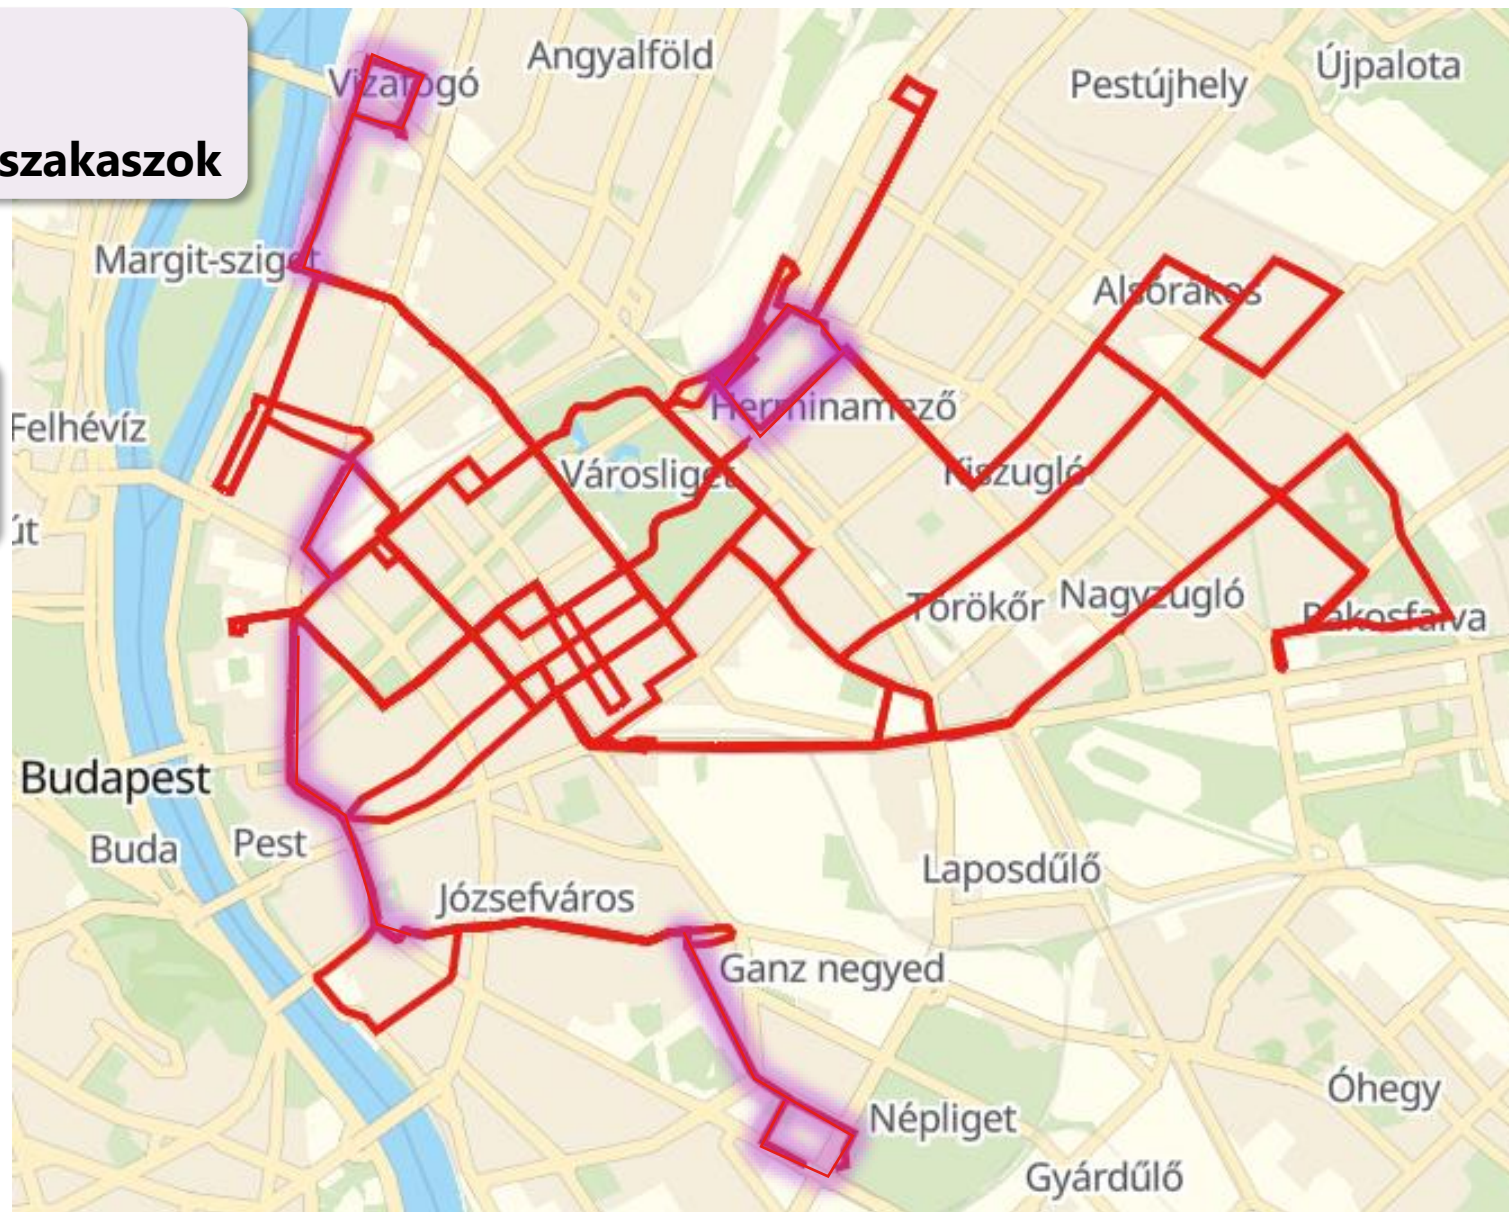 szakaszok
Vizafogó
Angyalföld
Pestújhely
Újpalota
Margit-sziget
Alsórákos
Felhévíz
Herminamező
Városliget
Kiszugló
út
Törökőr
Nagyzugló
Rákosfalva
Budapest
Buda
Pest
Józsefváros
Laposdűlő
Ganz negyed
Népliget
Óhegy
Gyárdűlő